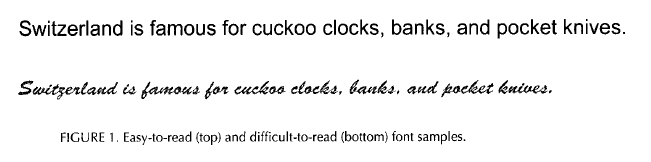 Switzerland is famous for cuckoo clocks, banks, and pocket knives.
Switzerland is famous for cuckoo clocks, banks, and pocket knives.
FIGURE 1. Easy-to-read (top) and difficult-to-read (bottom) font samples.